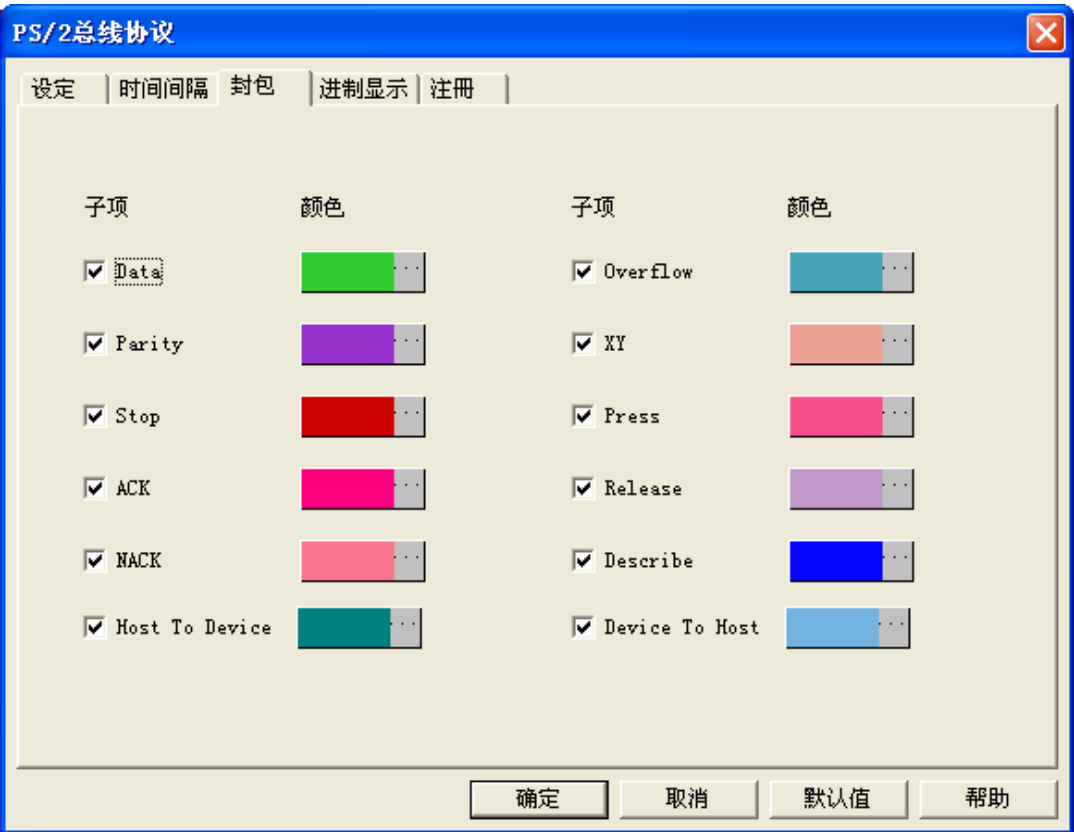 PS/2总线协议
设定 时间间隔 封包 进制显示 注冊
子项 颜色 子项 颜色
Data ... Overflow ...
Parity ... XY ...
Stop ... Press ...
ACK ... Release ...
NACK ... Describe ...
Host To Device ... Device To Host ...
确定 取消 默认值 帮助